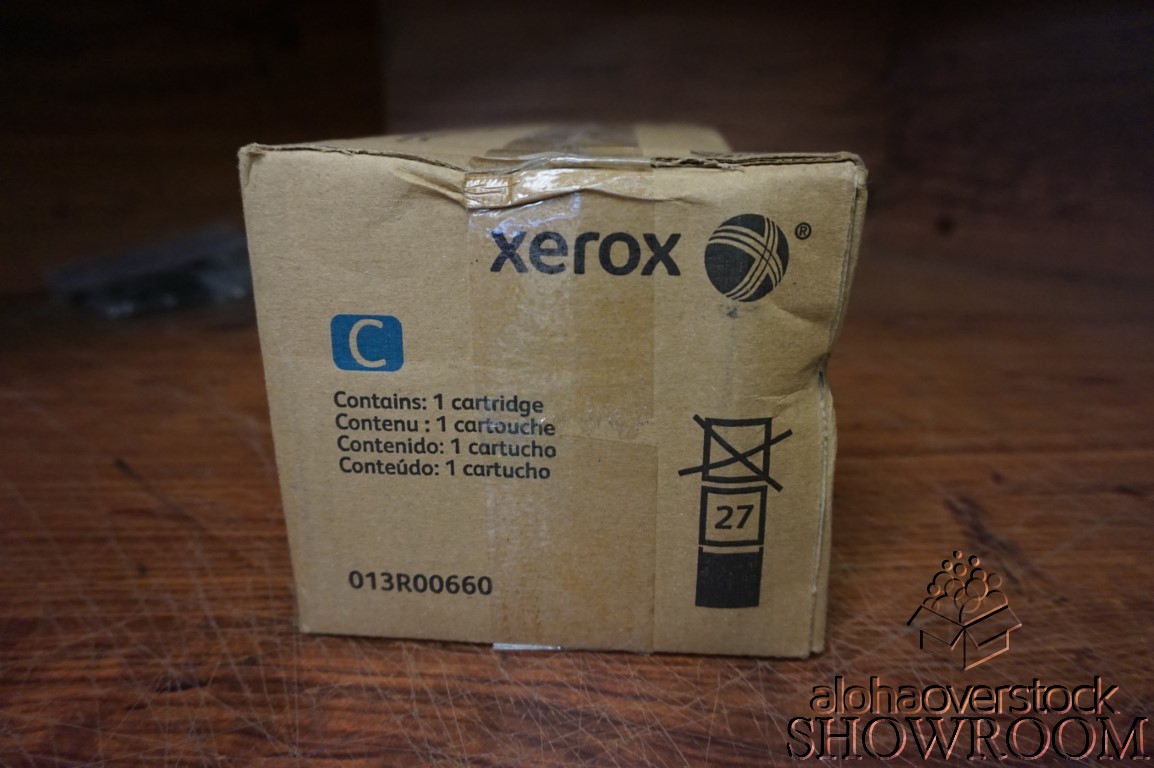 xerox ®
C
Contains: 1 cartridge
Contenu : 1 cartouche
Contenido: 1 cartucho
Conteúdo: 1 cartucho
27
013R00660
alohaoverstock
SHOWROOM